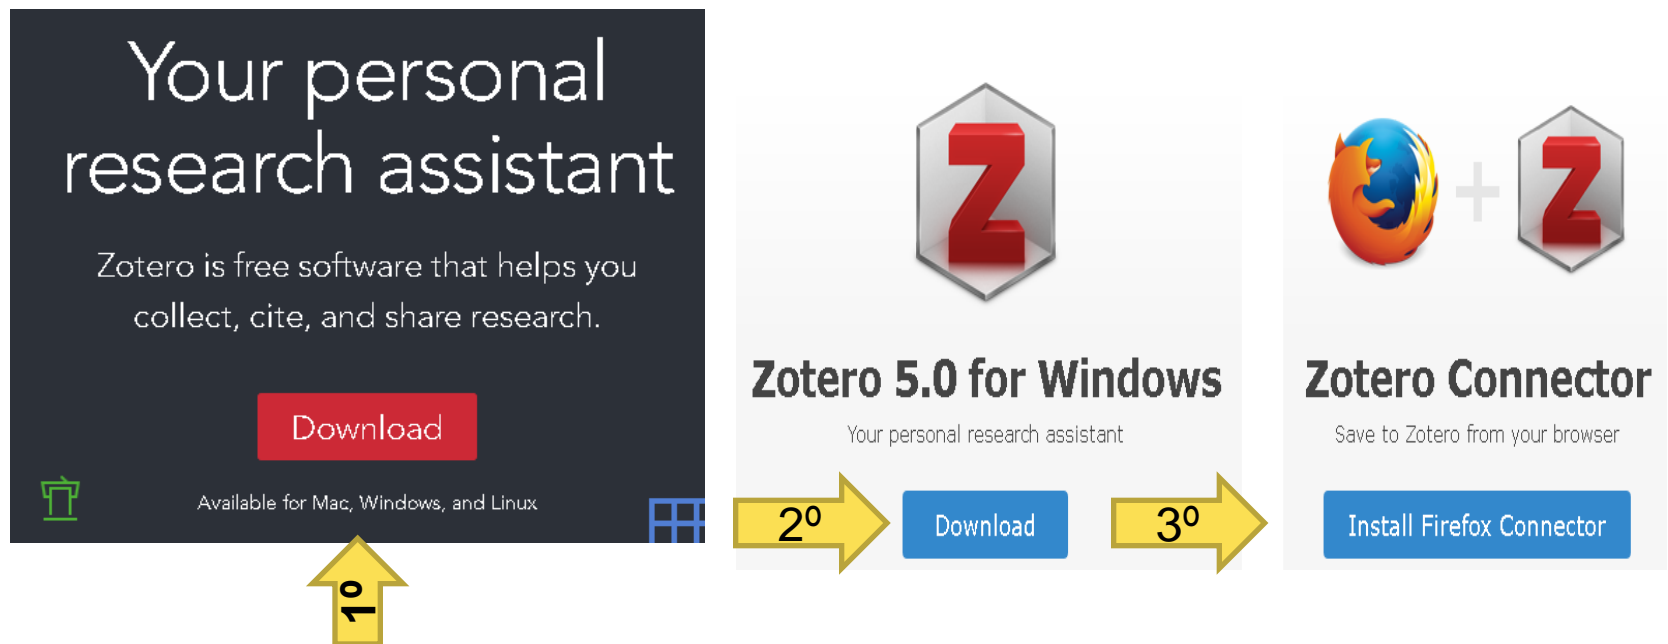 Your personal
research assistant
Zotero is free software that helps you
collect, cite, and share research.
Download
Available for Mac, Windows, and Linux
1º
Z
Zotero 5.0 for Windows
Your personal research assistant
2º
Download
Z
Zotero Connector
Save to Zotero from your browser
3º
Install Firefox Connector